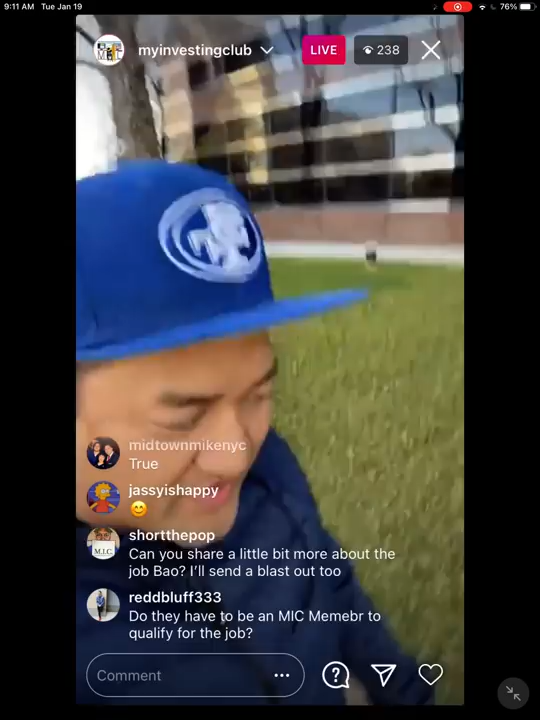 9:11 AM Tue Jan 19
76%
myinvestingclub
LIVE
238
midtownmikenyc
True
jassyishappy
shortthepop
M.I.C.
Can you share a little bit more about the
job Bao? I'll send a blast out too
reddbluff333
Do they have to be an MIC Memebr to
qualify for the job?
Comment